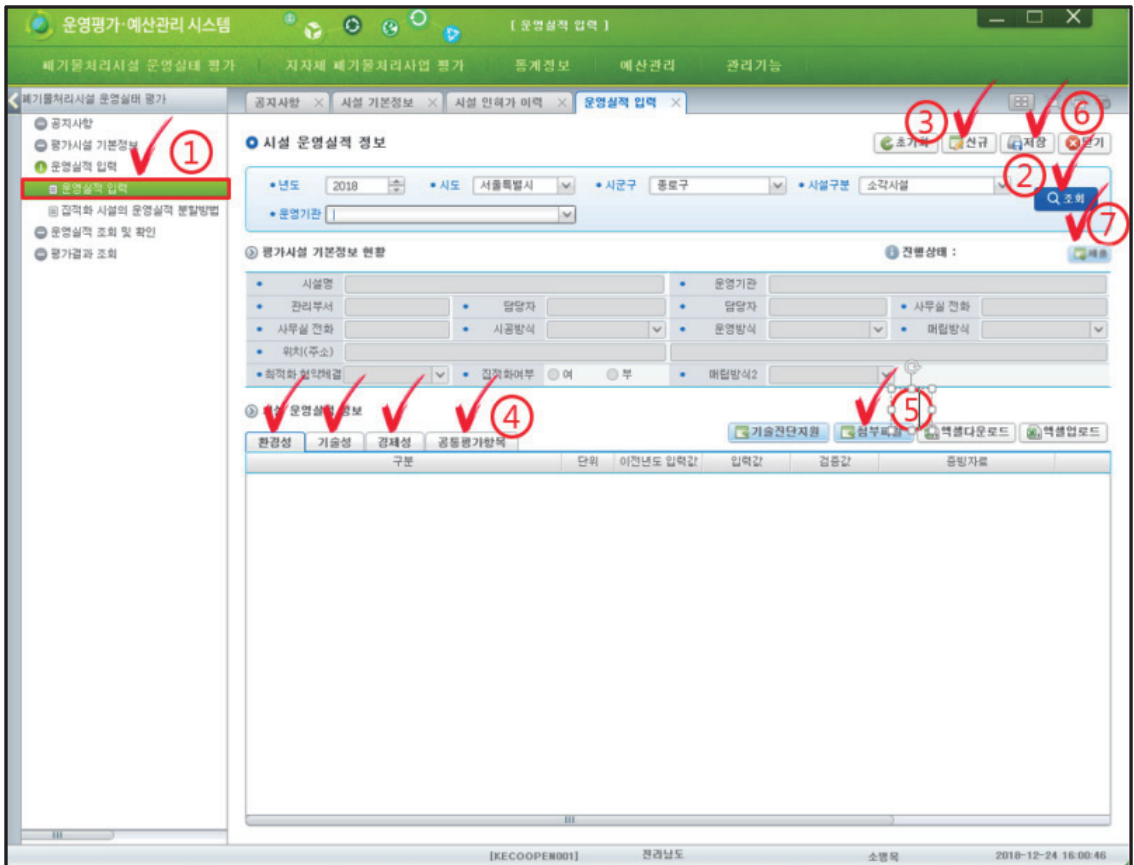 운영평가·예산관리 시스템
[ 운영실적 입력 ]
폐기물처리시설 운영실태 평가 지자체 폐기물처리사업 평가 통계정보 예산관리 관리기능
폐기물처리시설 운영실태 평가
공지사항
평가시설 기본정보
운영실적 입력
운영실적 입력
집적화 시설의 운영실적 분할방법
운영실적 조회 및 확인
평가결과 조회
①
공지사항 시설 기본정보 시설 인허가 이력 운영실적 입력
시설 운영실적 정보
③ ⑥
초기화 신규 저장 닫기
년도 2018 시도 서울특별시 시군구 종로구 시설구분 소각시설
②
운영기관 조회
⑦
평가시설 기본정보 현황 진행상태 : 제출
시설명 운영기관
관리부서 담당자 담당자 사무실 전화
사무실 전화 시공방식 운영방식 매립방식
위치(주소)
최적화 협약체결 집적화여부 여 부 매립방식2
시설 운영실적 정보
④ ⑤
기술진단지원 첨부파일 엑셀다운로드 엑셀업로드
환경성 기술성 경제성 공통평가항목
구분 단위 이전년도 입력값 입력값 검증값 증빙자료
[KECOOPEN001] 전라남도 소병목 2018-12-24 16:00:46